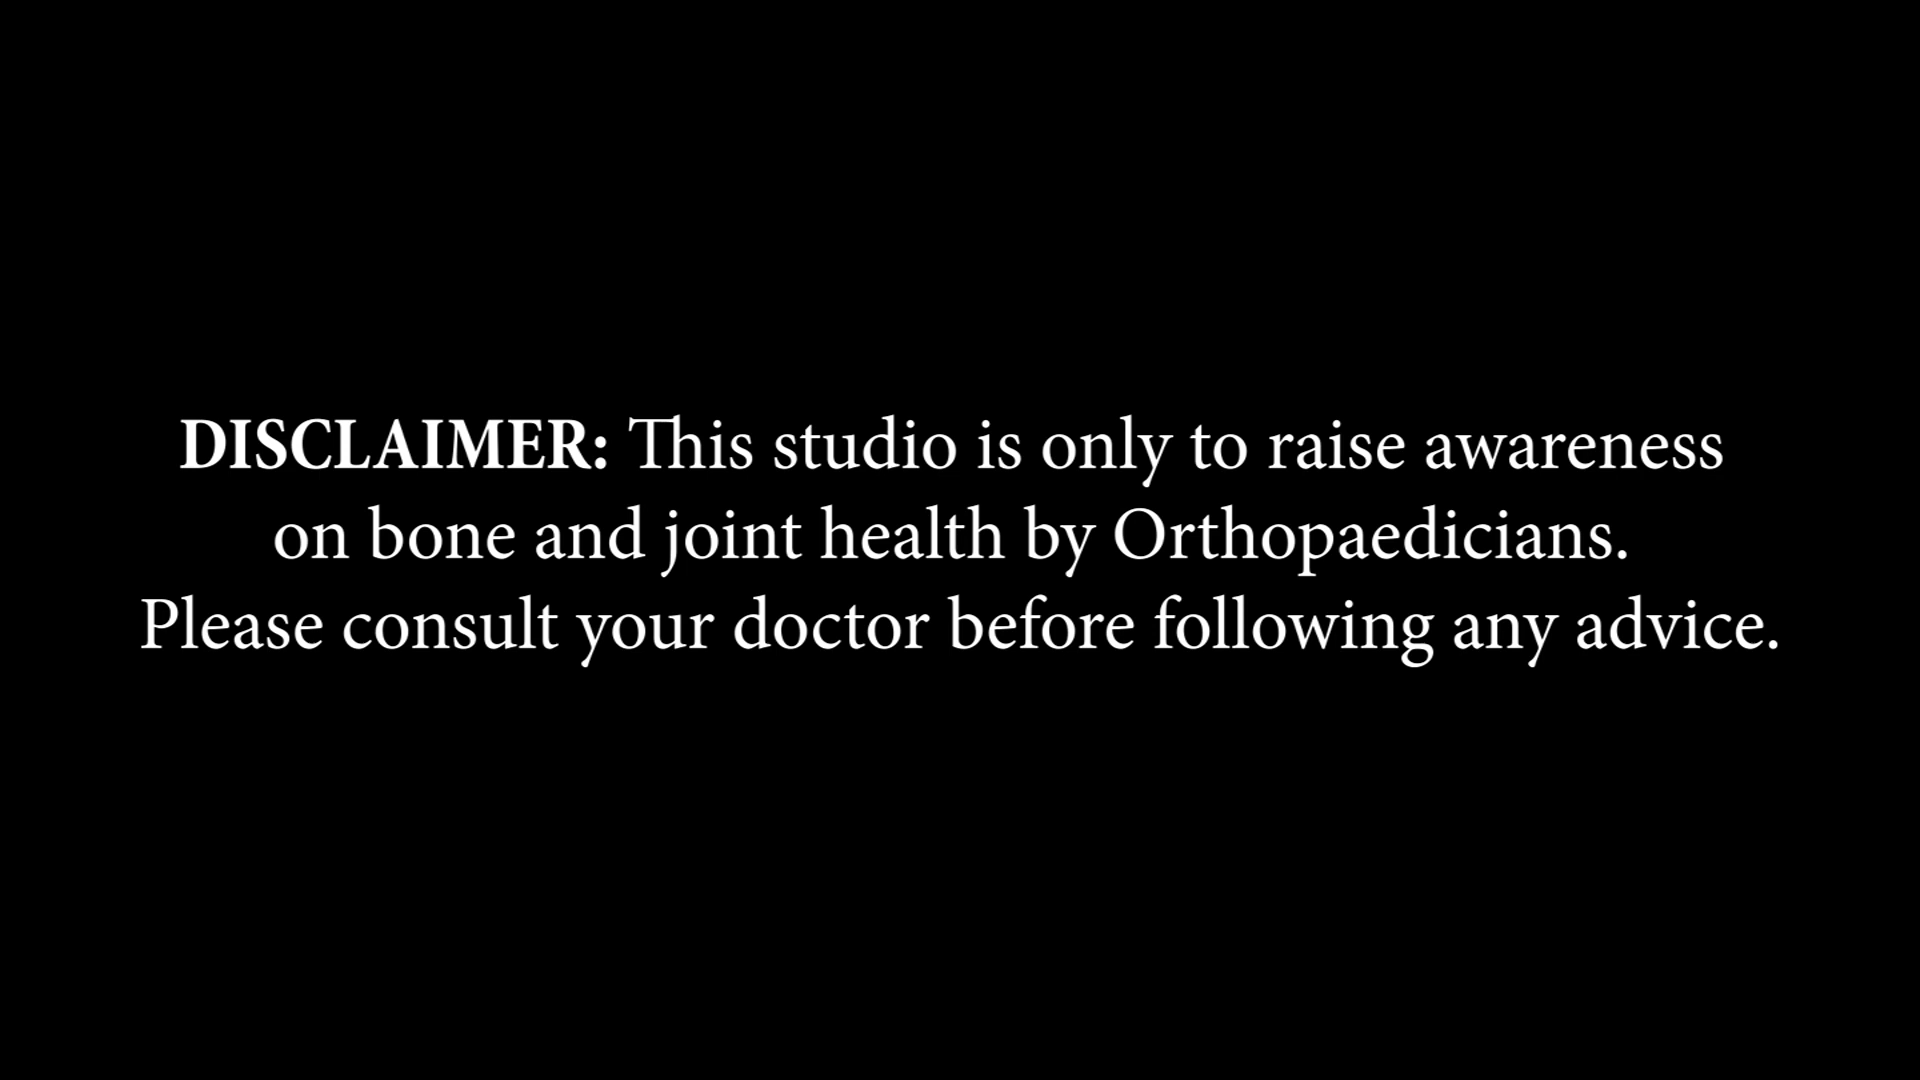 DISCLAIMER: This studio is only to raise awareness
on bone and joint health by Orthopaedicians.
Please consult your doctor before following any advice.